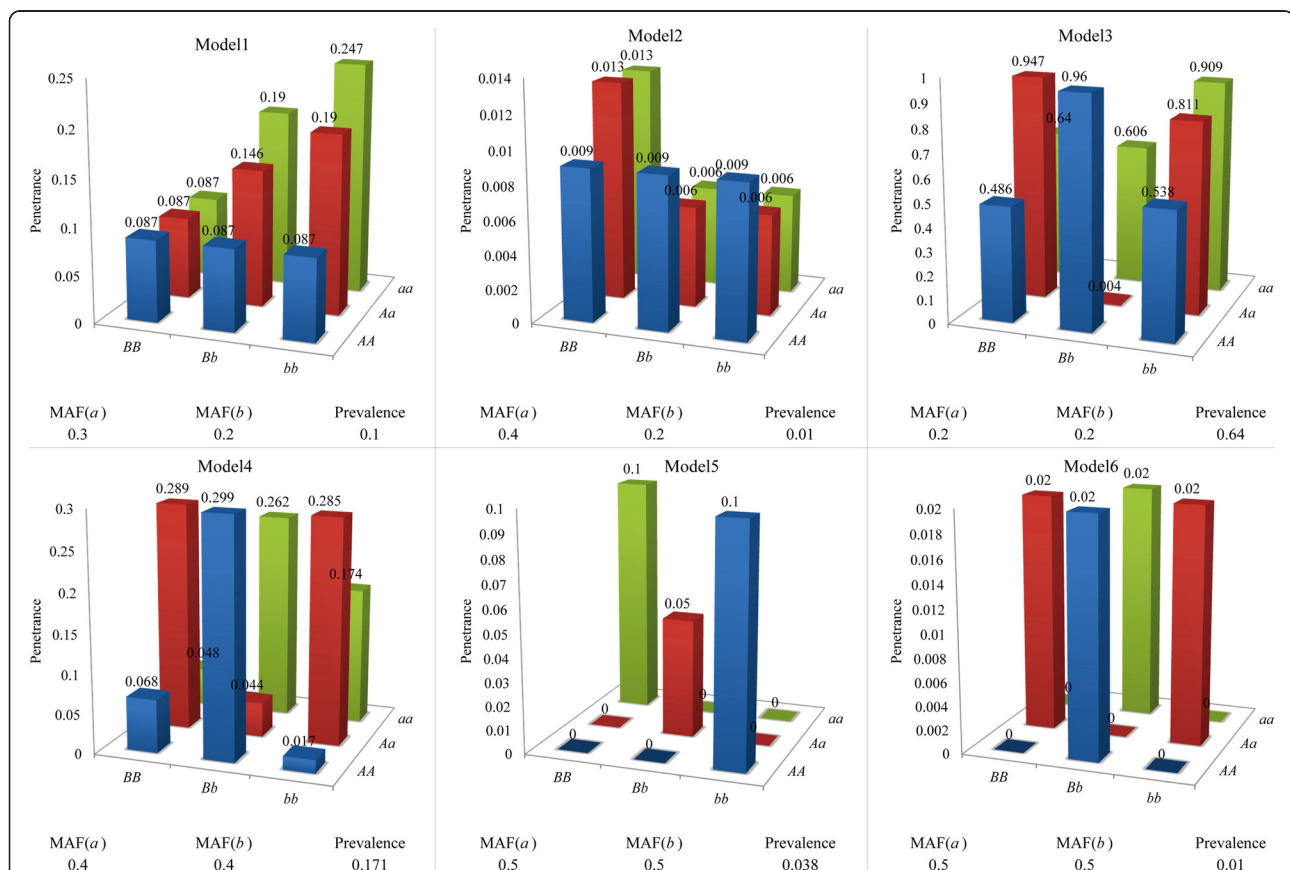 Model1
0.25
0.2
0.15
0.1
0.05
0
Penetrance
0.087
0.087
0.087
0.087
0.146
0.19
0.087
0.19
0.247
BB
Bb
bb
AA
Aa
aa
MAF(a) MAF(b) Prevalence
0.3 0.2 0.1
Model2
0.014
0.012
0.01
0.008
0.006
0.004
0.002
0
Penetrance
0.009
0.009
0.009
0.013
0.006
0.006
0.013
0.006
0.006
BB
Bb
bb
AA
Aa
aa
MAF(a) MAF(b) Prevalence
0.4 0.2 0.01
Model3
1
0.9
0.8
0.7
0.6
0.5
0.4
0.3
0.2
0.1
0
Penetrance
0.486
0.96
0.538
0.947
0.004
0.811
0.64
0.606
0.909
BB
Bb
bb
AA
Aa
aa
MAF(a) MAF(b) Prevalence
0.2 0.2 0.64
Model4
0.3
0.25
0.2
0.15
0.1
0.05
0
Penetrance
0.068
0.299
0.017
0.289
0.044
0.285
0.048
0.262
0.174
BB
Bb
bb
AA
Aa
aa
MAF(a) MAF(b) Prevalence
0.4 0.4 0.171
Model5
0.1
0.09
0.08
0.07
0.06
0.05
0.04
0.03
0.02
0.01
0
Penetrance
0
0
0.1
0
0.05
0
0.1
0
0
BB
Bb
bb
AA
Aa
aa
MAF(a) MAF(b) Prevalence
0.5 0.5 0.038
Model6
0.02
0.018
0.016
0.014
0.012
0.01
0.008
0.006
0.004
0.002
0
Penetrance
0
0.02
0
0.02
0
0.02
0
0.02
0
BB
Bb
bb
AA
Aa
aa
MAF(a) MAF(b) Prevalence
0.5 0.5 0.01